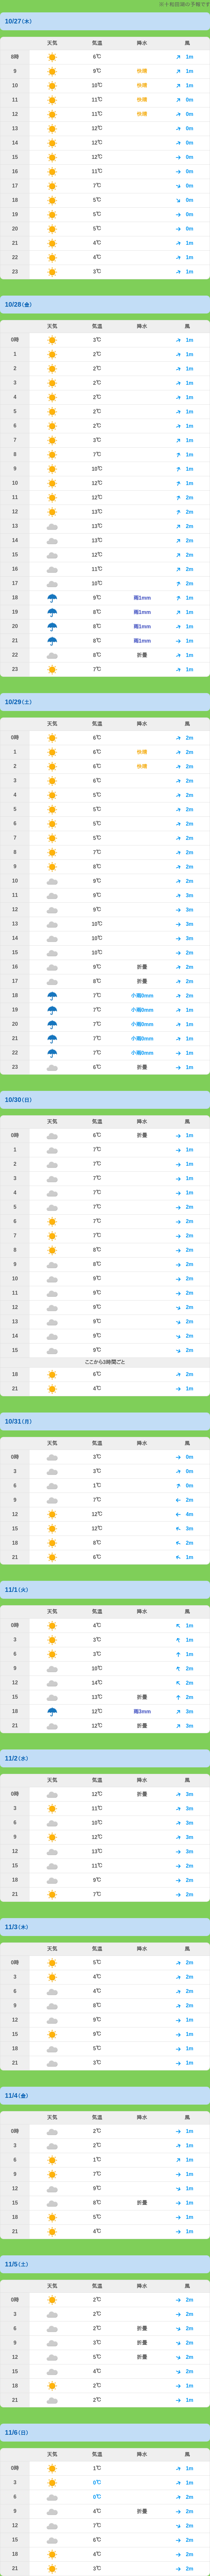 ※十和田湖の予報です
10/27(木)
天気 気温 降水 風
8時 6℃ 1m
9 9℃ 快晴 1m
10 10℃ 快晴 1m
11 11℃ 快晴 0m
12 11℃ 快晴 0m
13 12℃ 0m
14 12℃ 0m
15 12℃ 0m
16 11℃ 0m
17 7℃ 0m
18 5℃ 0m
19 5℃ 0m
20 5℃ 0m
21 4℃ 1m
22 4℃ 1m
23 3℃ 1m
10/28(金)
天気 気温 降水 風
0時 3℃ 1m
1 2℃ 1m
2 2℃ 1m
3 2℃ 1m
4 2℃ 1m
5 2℃ 1m
6 2℃ 1m
7 3℃ 1m
8 7℃ 1m
9 10℃ 1m
10 12℃ 1m
11 12℃ 2m
12 13℃ 2m
13 13℃ 2m
14 13℃ 2m
15 12℃ 2m
16 11℃ 2m
17 10℃ 2m
18 9℃ 雨1mm 1m
19 8℃ 雨1mm 1m
20 8℃ 雨1mm 1m
21 8℃ 雨1mm 1m
22 8℃ 折畳 1m
23 7℃ 1m
10/29(土)
天気 気温 降水 風
0時 6℃ 2m
1 6℃ 快晴 2m
2 6℃ 快晴 2m
3 6℃ 2m
4 5℃ 2m
5 5℃ 2m
6 5℃ 2m
7 5℃ 2m
8 7℃ 2m
9 8℃ 2m
10 9℃ 2m
11 9℃ 3m
12 9℃ 3m
13 10℃ 3m
14 10℃ 3m
15 10℃ 2m
16 9℃ 折畳 2m
17 8℃ 折畳 2m
18 7℃ 小雨0mm 2m
19 7℃ 小雨0mm 1m
20 7℃ 小雨0mm 1m
21 7℃ 小雨0mm 1m
22 7℃ 小雨0mm 1m
23 6℃ 折畳 1m
10/30(日)
天気 気温 降水 風
0時 6℃ 折畳 1m
1 7℃ 1m
2 7℃ 1m
3 7℃ 1m
4 7℃ 1m
5 7℃ 2m
6 7℃ 2m
7 7℃ 2m
8 8℃ 2m
9 8℃ 2m
10 9℃ 2m
11 9℃ 2m
12 9℃ 2m
13 9℃ 2m
14 9℃ 2m
15 9℃ 2m
ここから3時間ごと
18 6℃ 2m
21 4℃ 1m
10/31(月)
天気 気温 降水 風
0時 3℃ 0m
3 3℃ 0m
6 1℃ 0m
9 7℃ 2m
12 12℃ 4m
15 12℃ 3m
18 8℃ 2m
21 6℃ 1m
11/1(火)
天気 気温 降水 風
0時 4℃ 1m
3 3℃ 1m
6 3℃ 1m
9 10℃ 2m
12 14℃ 2m
15 13℃ 折畳 2m
18 12℃ 雨3mm 3m
21 12℃ 折畳 3m
11/2(水)
天気 気温 降水 風
0時 12℃ 折畳 3m
3 11℃ 3m
6 10℃ 3m
9 12℃ 3m
12 13℃ 3m
15 11℃ 2m
18 9℃ 2m
21 7℃ 2m
11/3(木)
天気 気温 降水 風
0時 5℃ 2m
3 4℃ 2m
6 4℃ 2m
9 8℃ 2m
12 9℃ 1m
15 9℃ 1m
18 5℃ 1m
21 3℃ 1m
11/4(金)
天気 気温 降水 風
0時 2℃ 1m
3 2℃ 1m
6 1℃ 1m
9 7℃ 1m
12 9℃ 1m
15 8℃ 折畳 1m
18 5℃ 1m
21 4℃ 1m
11/5(土)
天気 気温 降水 風
0時 2℃ 2m
3 2℃ 2m
6 2℃ 折畳 2m
9 3℃ 折畳 2m
12 5℃ 折畳 2m
15 4℃ 2m
18 2℃ 1m
21 2℃ 1m
11/6(日)
天気 気温 降水 風
0時 1℃ 1m
3 0℃ 1m
6 0℃ 2m
9 4℃ 折畳 2m
12 7℃ 2m
15 6℃ 2m
18 4℃ 2m
21 3℃ 2m